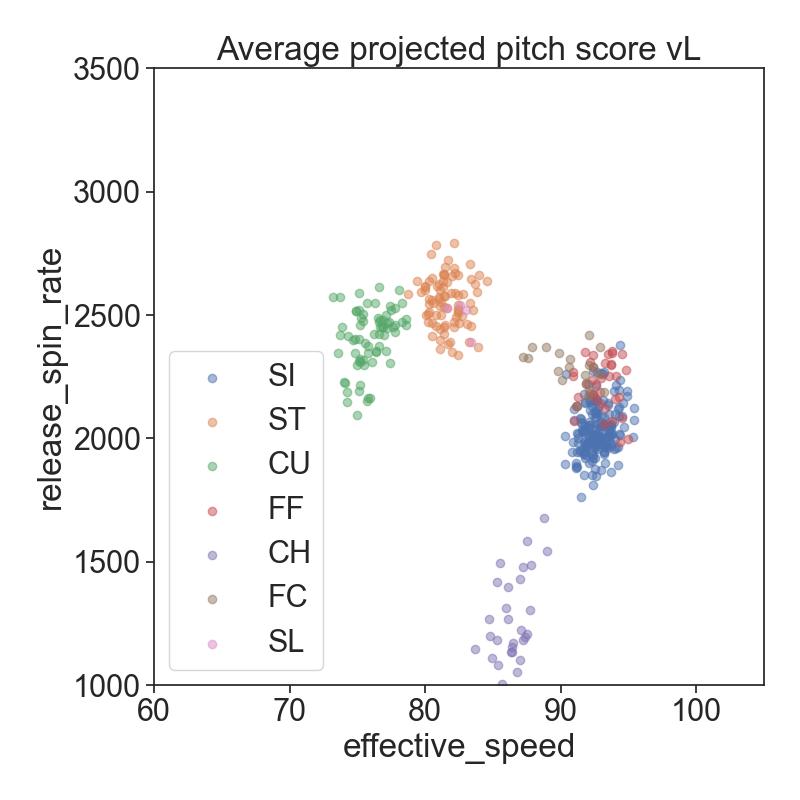 Average projected pitch score vL
3500
3000
2500
2000
1500
1000
release_spin_rate
SI
ST
CU
FF
CH
FC
SL
60 70 80 90 100
effective_speed